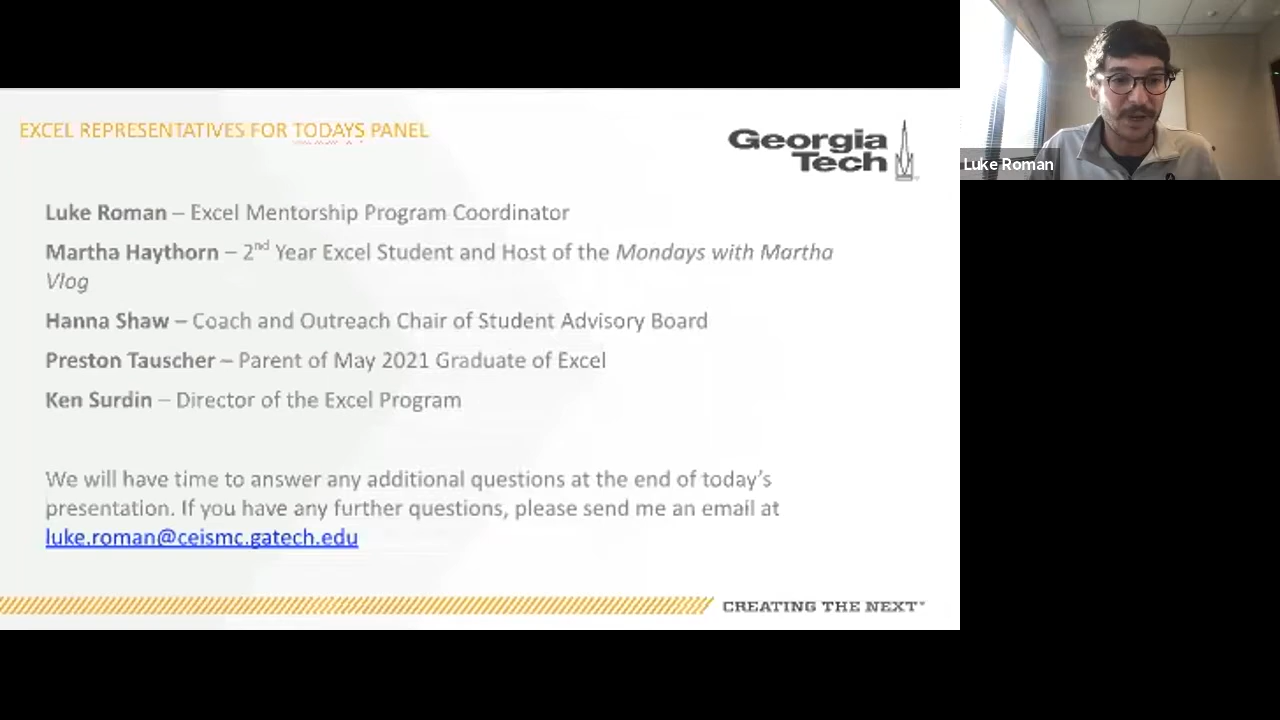 EXCEL REPRESENTATIVES FOR TODAYS PANEL
Georgia
Tech
Luke Roman
Luke Roman – Excel Mentorship Program Coordinator
Martha Haythorn – 2nd Year Excel Student and Host of the Mondays with Martha
Vlog
Hanna Shaw – Coach and Outreach Chair of Student Advisory Board
Preston Tauscher – Parent of May 2021 Graduate of Excel
Ken Surdin – Director of the Excel Program
We will have time to answer any additional questions at the end of today's
presentation. If you have any further questions, please send me an email at
luke.roman@ceismc.gatech.edu
CREATING THE NEXT